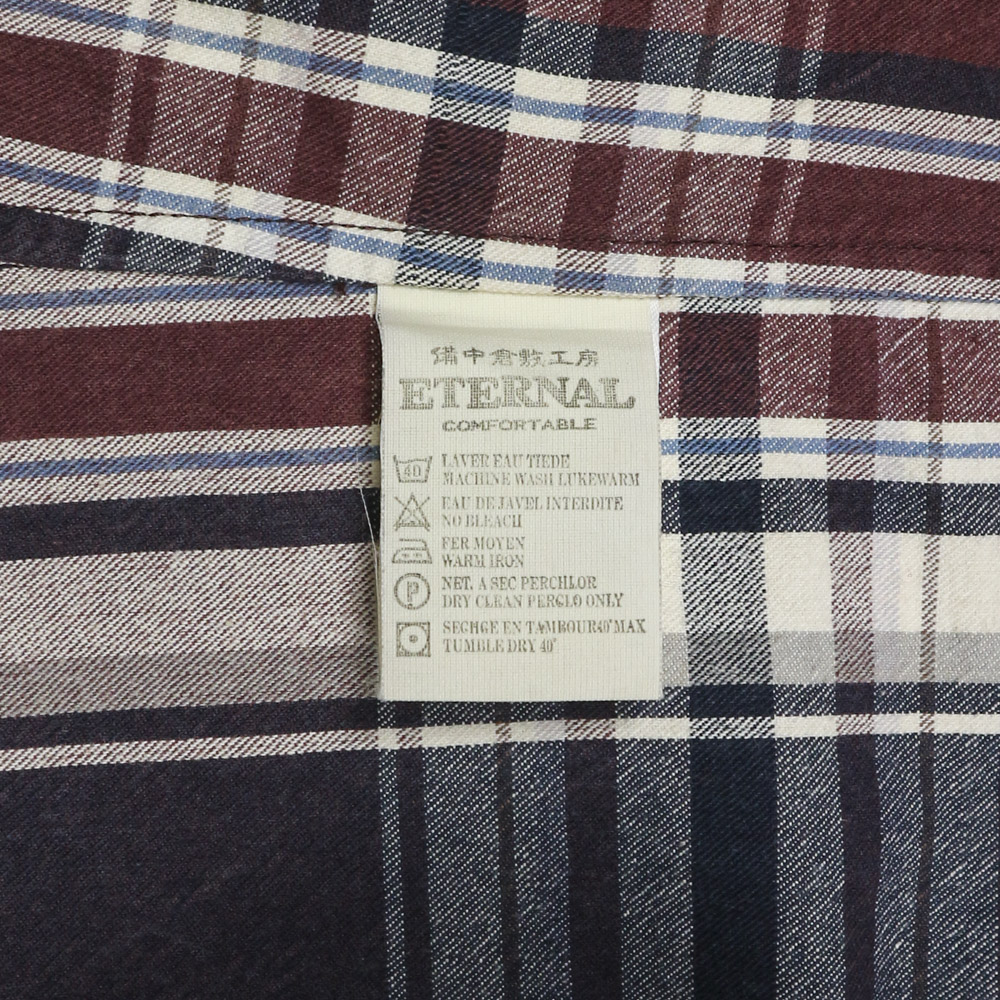 備中倉敷工房
ETERNAL
COMFORTABLE
40
LAVER EAU TIEDE
MACHINE WASH LUKEWARM
EAU DE JAVEL INTERDITE
NO BLEACH
FER MOYEN
WARM IRON
P
NET. A SEC PERCHLOR
DRY CLEAN PERGLO ONLY
SECHGE EN TAMBOUR40°MAX
TUMBLE DRY 40°